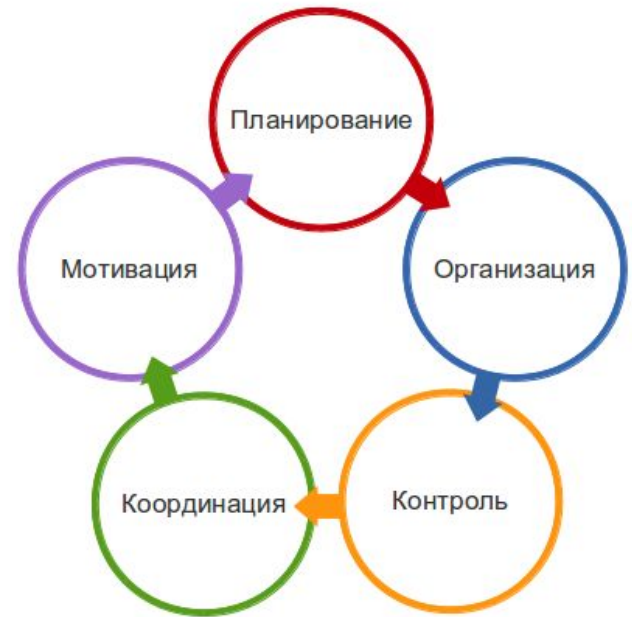 Планирование
Организация
Контроль
Координация
Мотивация